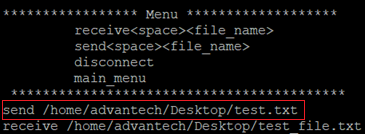 ***************** Menu *******************
receive<space><file_name>
send<space><file_name>
disconnect
main_menu
******************************************
send /home/advantech/Desktop/test.txt
receive /home/advantech/Desktop/test_file.txt